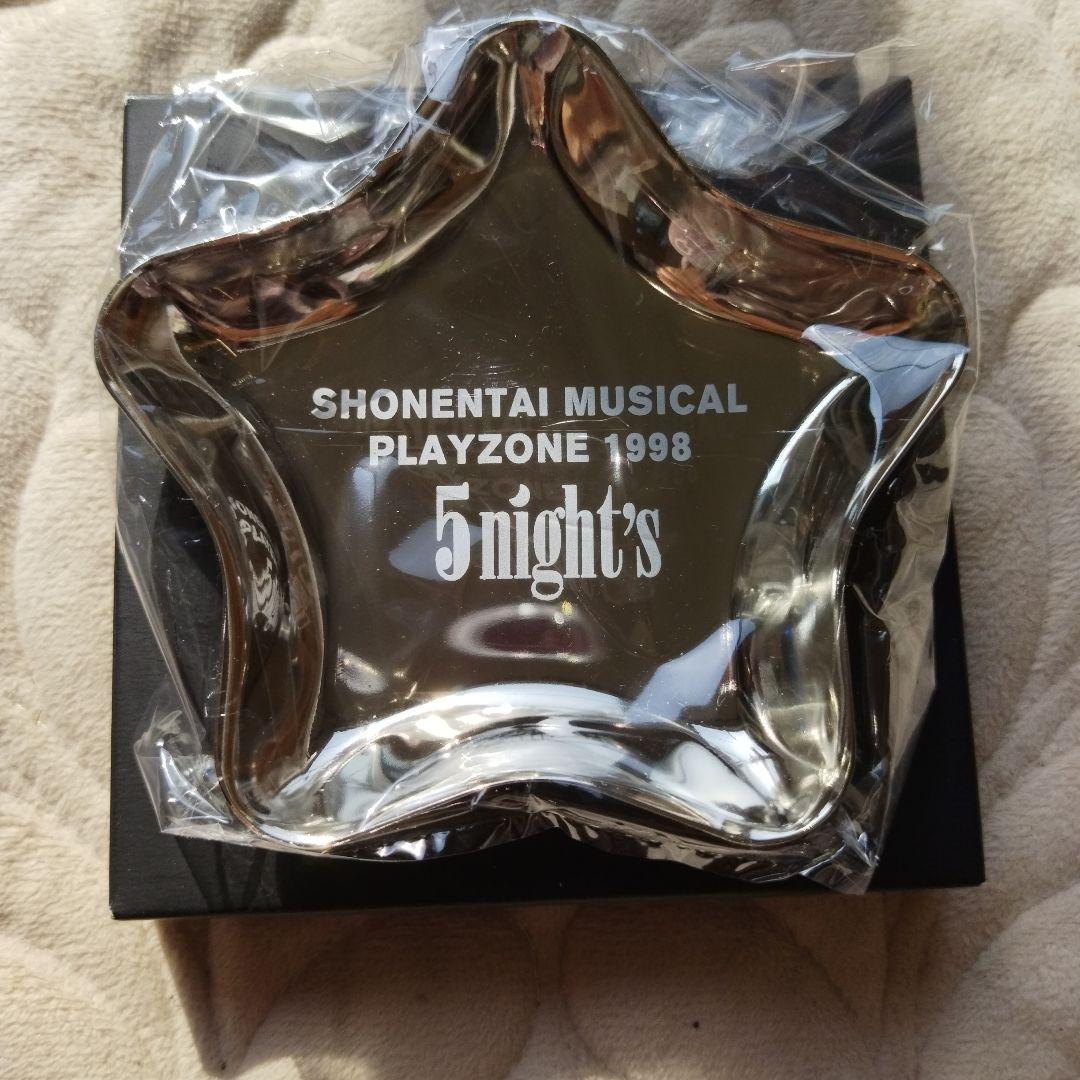 SHONENTAI MUSICAL
PLAYZONE 1998
5 night's